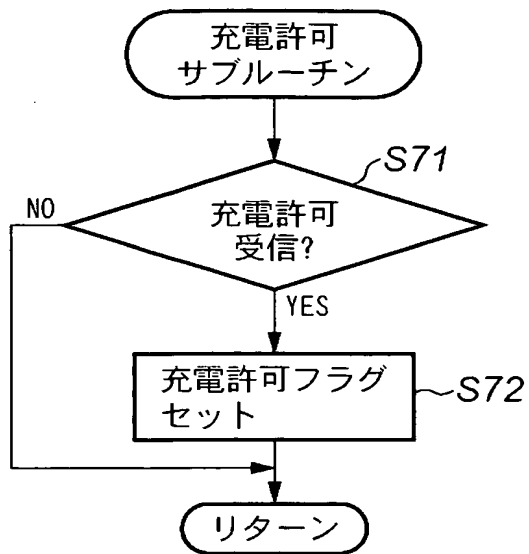 充電許可
サブルーチン
S71
NO
充電許可
受信?
YES
充電許可フラグ
セット
S72
リターン